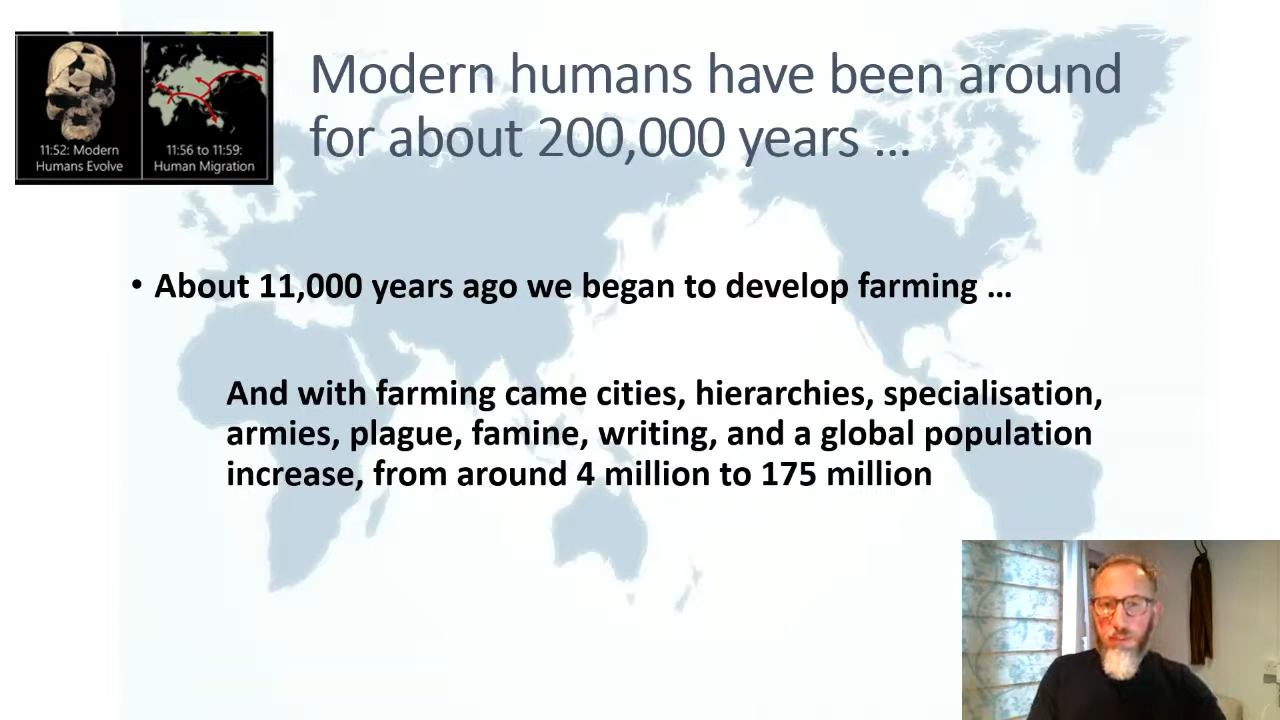 11:52: Modern
Humans Evolve
11:56 to 11:59:
Human Migration
Modern humans have been around
for about 200,000 years ...
• About 11,000 years ago we began to develop farming ...
And with farming came cities, hierarchies, specialisation,
armies, plague, famine, writing, and a global population
increase, from around 4 million to 175 million